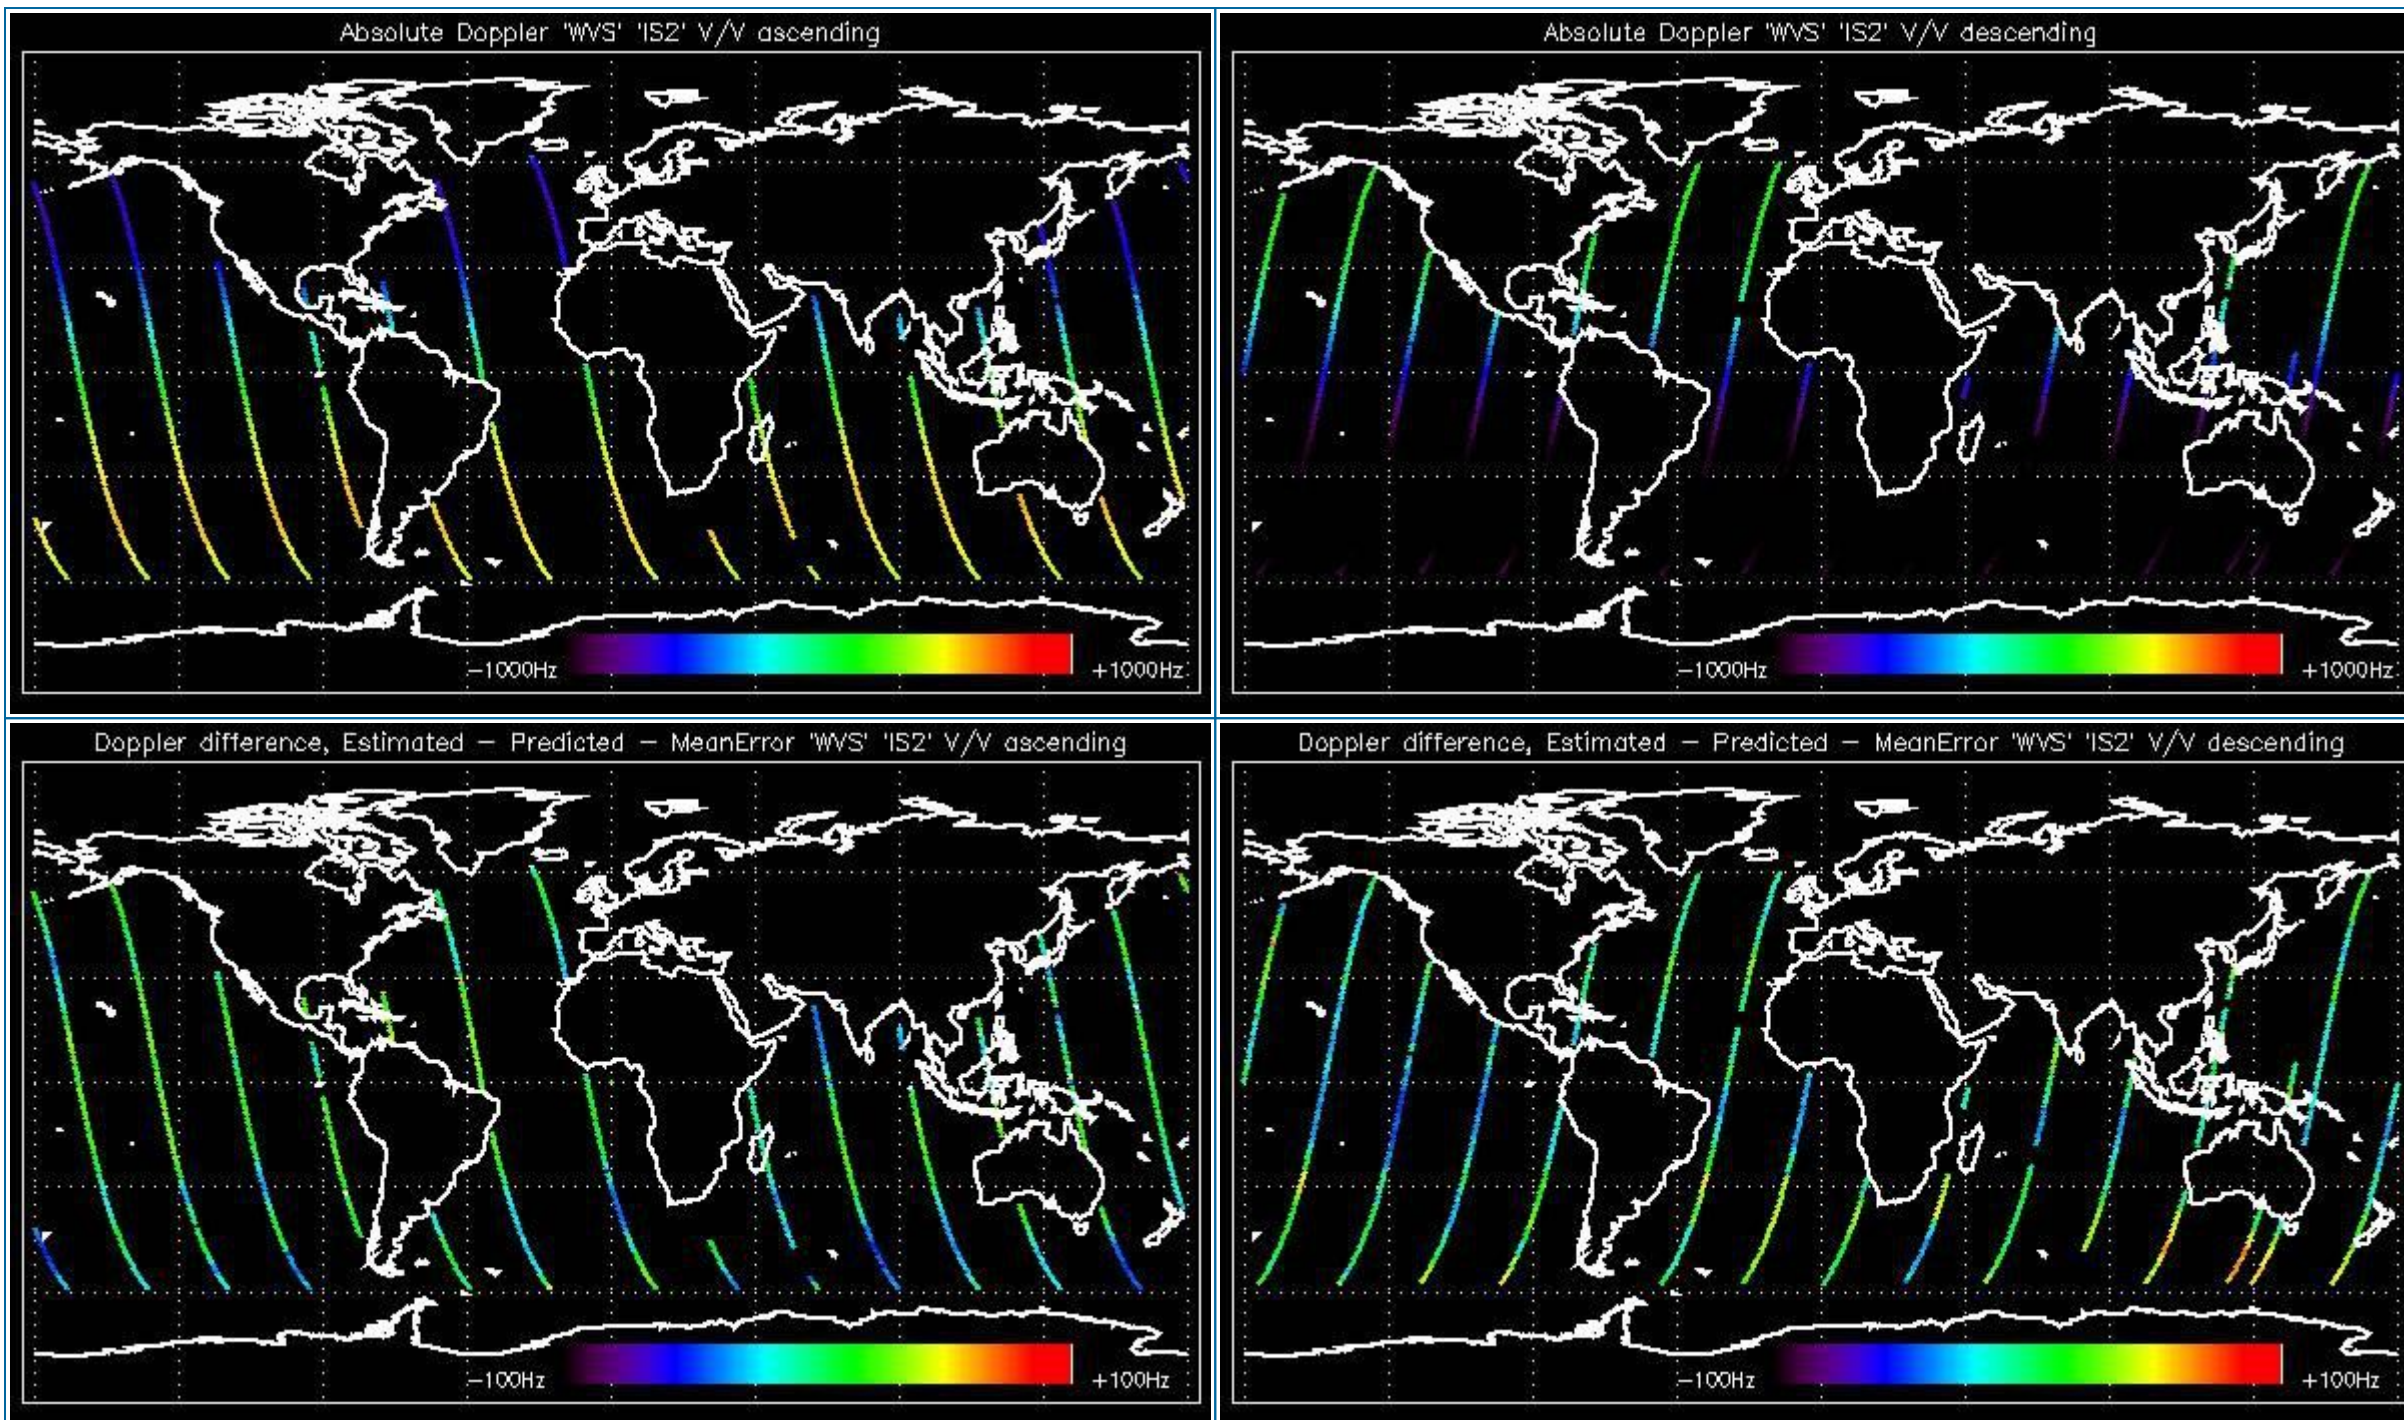 Absolute Doppler 'WVS' 'IS2' V/V ascending
-1000Hz
+1000Hz
Absolute Doppler 'WVS' 'IS2' V/V descending
-1000Hz
+1000Hz
Doppler difference, Estimated - Predicted - MeanError 'WVS' 'IS2' V/V ascending
-100Hz
+100Hz
Doppler difference, Estimated - Predicted - MeanError 'WVS' 'IS2' V/V descending
-100Hz
+100Hz